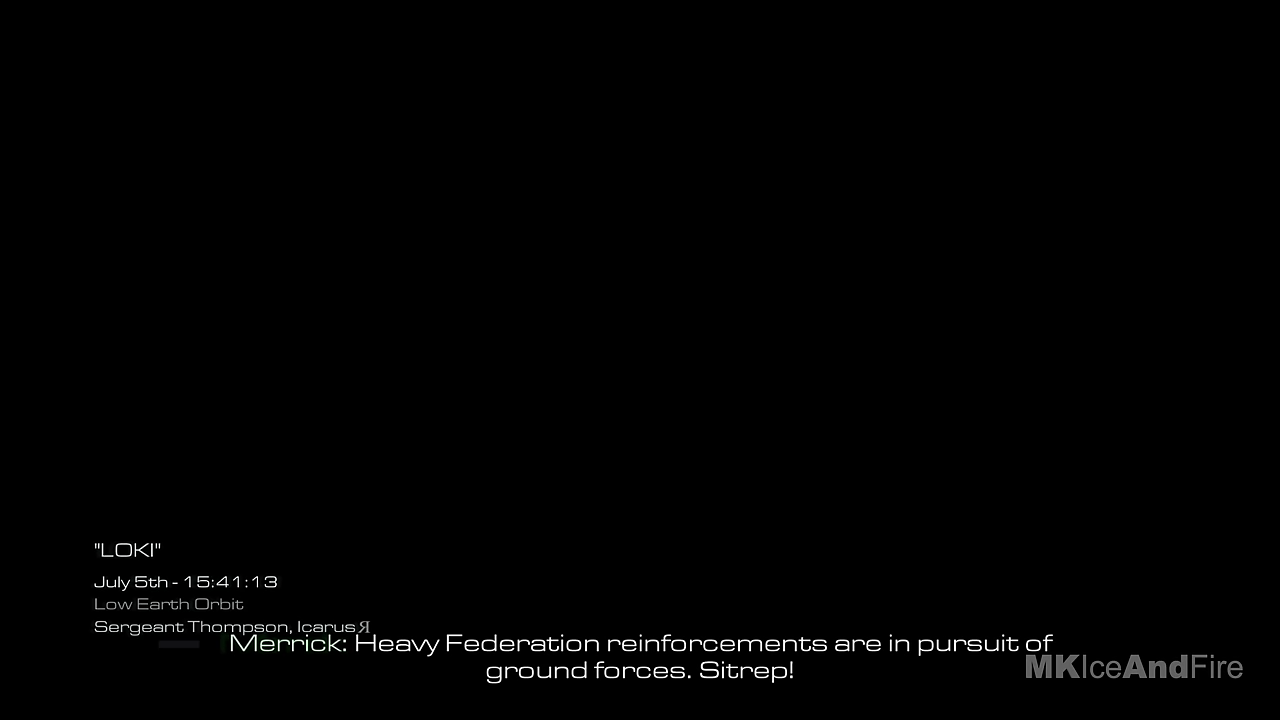 "LOKI"
July 5th - 15:41:13
Low Earth Orbit
Sergeant Thompson, IcarusЯ
Merrick: Heavy Federation reinforcements are in pursuit of
ground forces. Sitrep!
MKIceAndFire